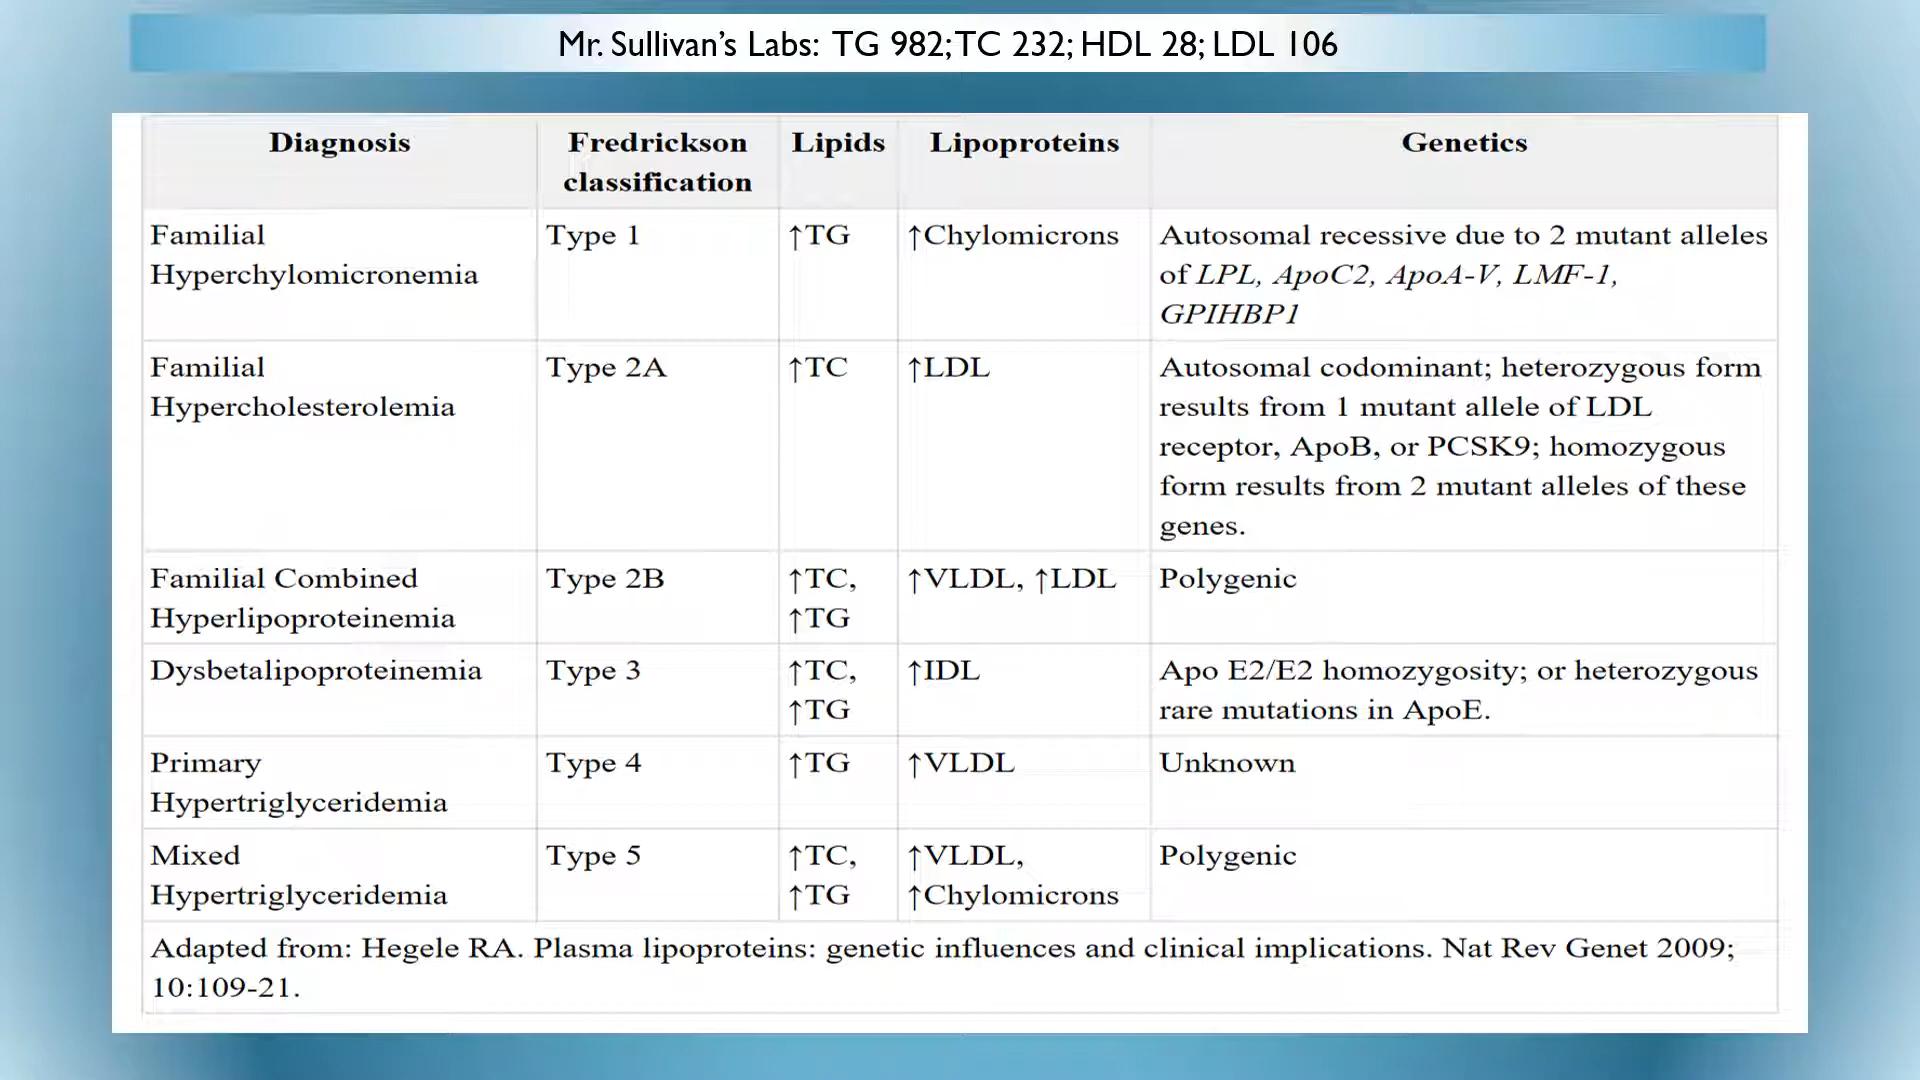 Mr. Sullivan's Labs: TG 982; TC 232; HDL 28; LDL 106
Diagnosis
Fredrickson
classification
Lipids
Lipoproteins
Genetics
Familial
Hyperchylomicronemia
Type 1
↑TG
↑Chylomicrons
Autosomal recessive due to 2 mutant alleles
of LPL, ApoC2, ApoA-V, LMF-1,
GPIHBP1
Familial
Hypercholesterolemia
Type 2A
↑TC
↑LDL
Autosomal codominant; heterozygous form
results from 1 mutant allele of LDL
receptor, ApoB, or PCSK9; homozygous
form results from 2 mutant alleles of these
genes.
Familial Combined
Hyperlipoproteinemia
Type 2B
↑TC,
↑TG
↑VLDL, ↑LDL
Polygenic
Dysbetalipoproteinemia
Type 3
↑TC,
↑TG
↑IDL
Apo E2/E2 homozygosity; or heterozygous
rare mutations in ApoE.
Primary
Hypertriglyceridemia
Type 4
↑TG
↑VLDL
Unknown
Mixed
Hypertriglyceridemia
Type 5
↑TC,
↑TG
↑VLDL,
↑Chylomicrons
Polygenic
Adapted from: Hegele RA. Plasma lipoproteins: genetic influences and clinical implications. Nat Rev Genet 2009;
10:109-21.